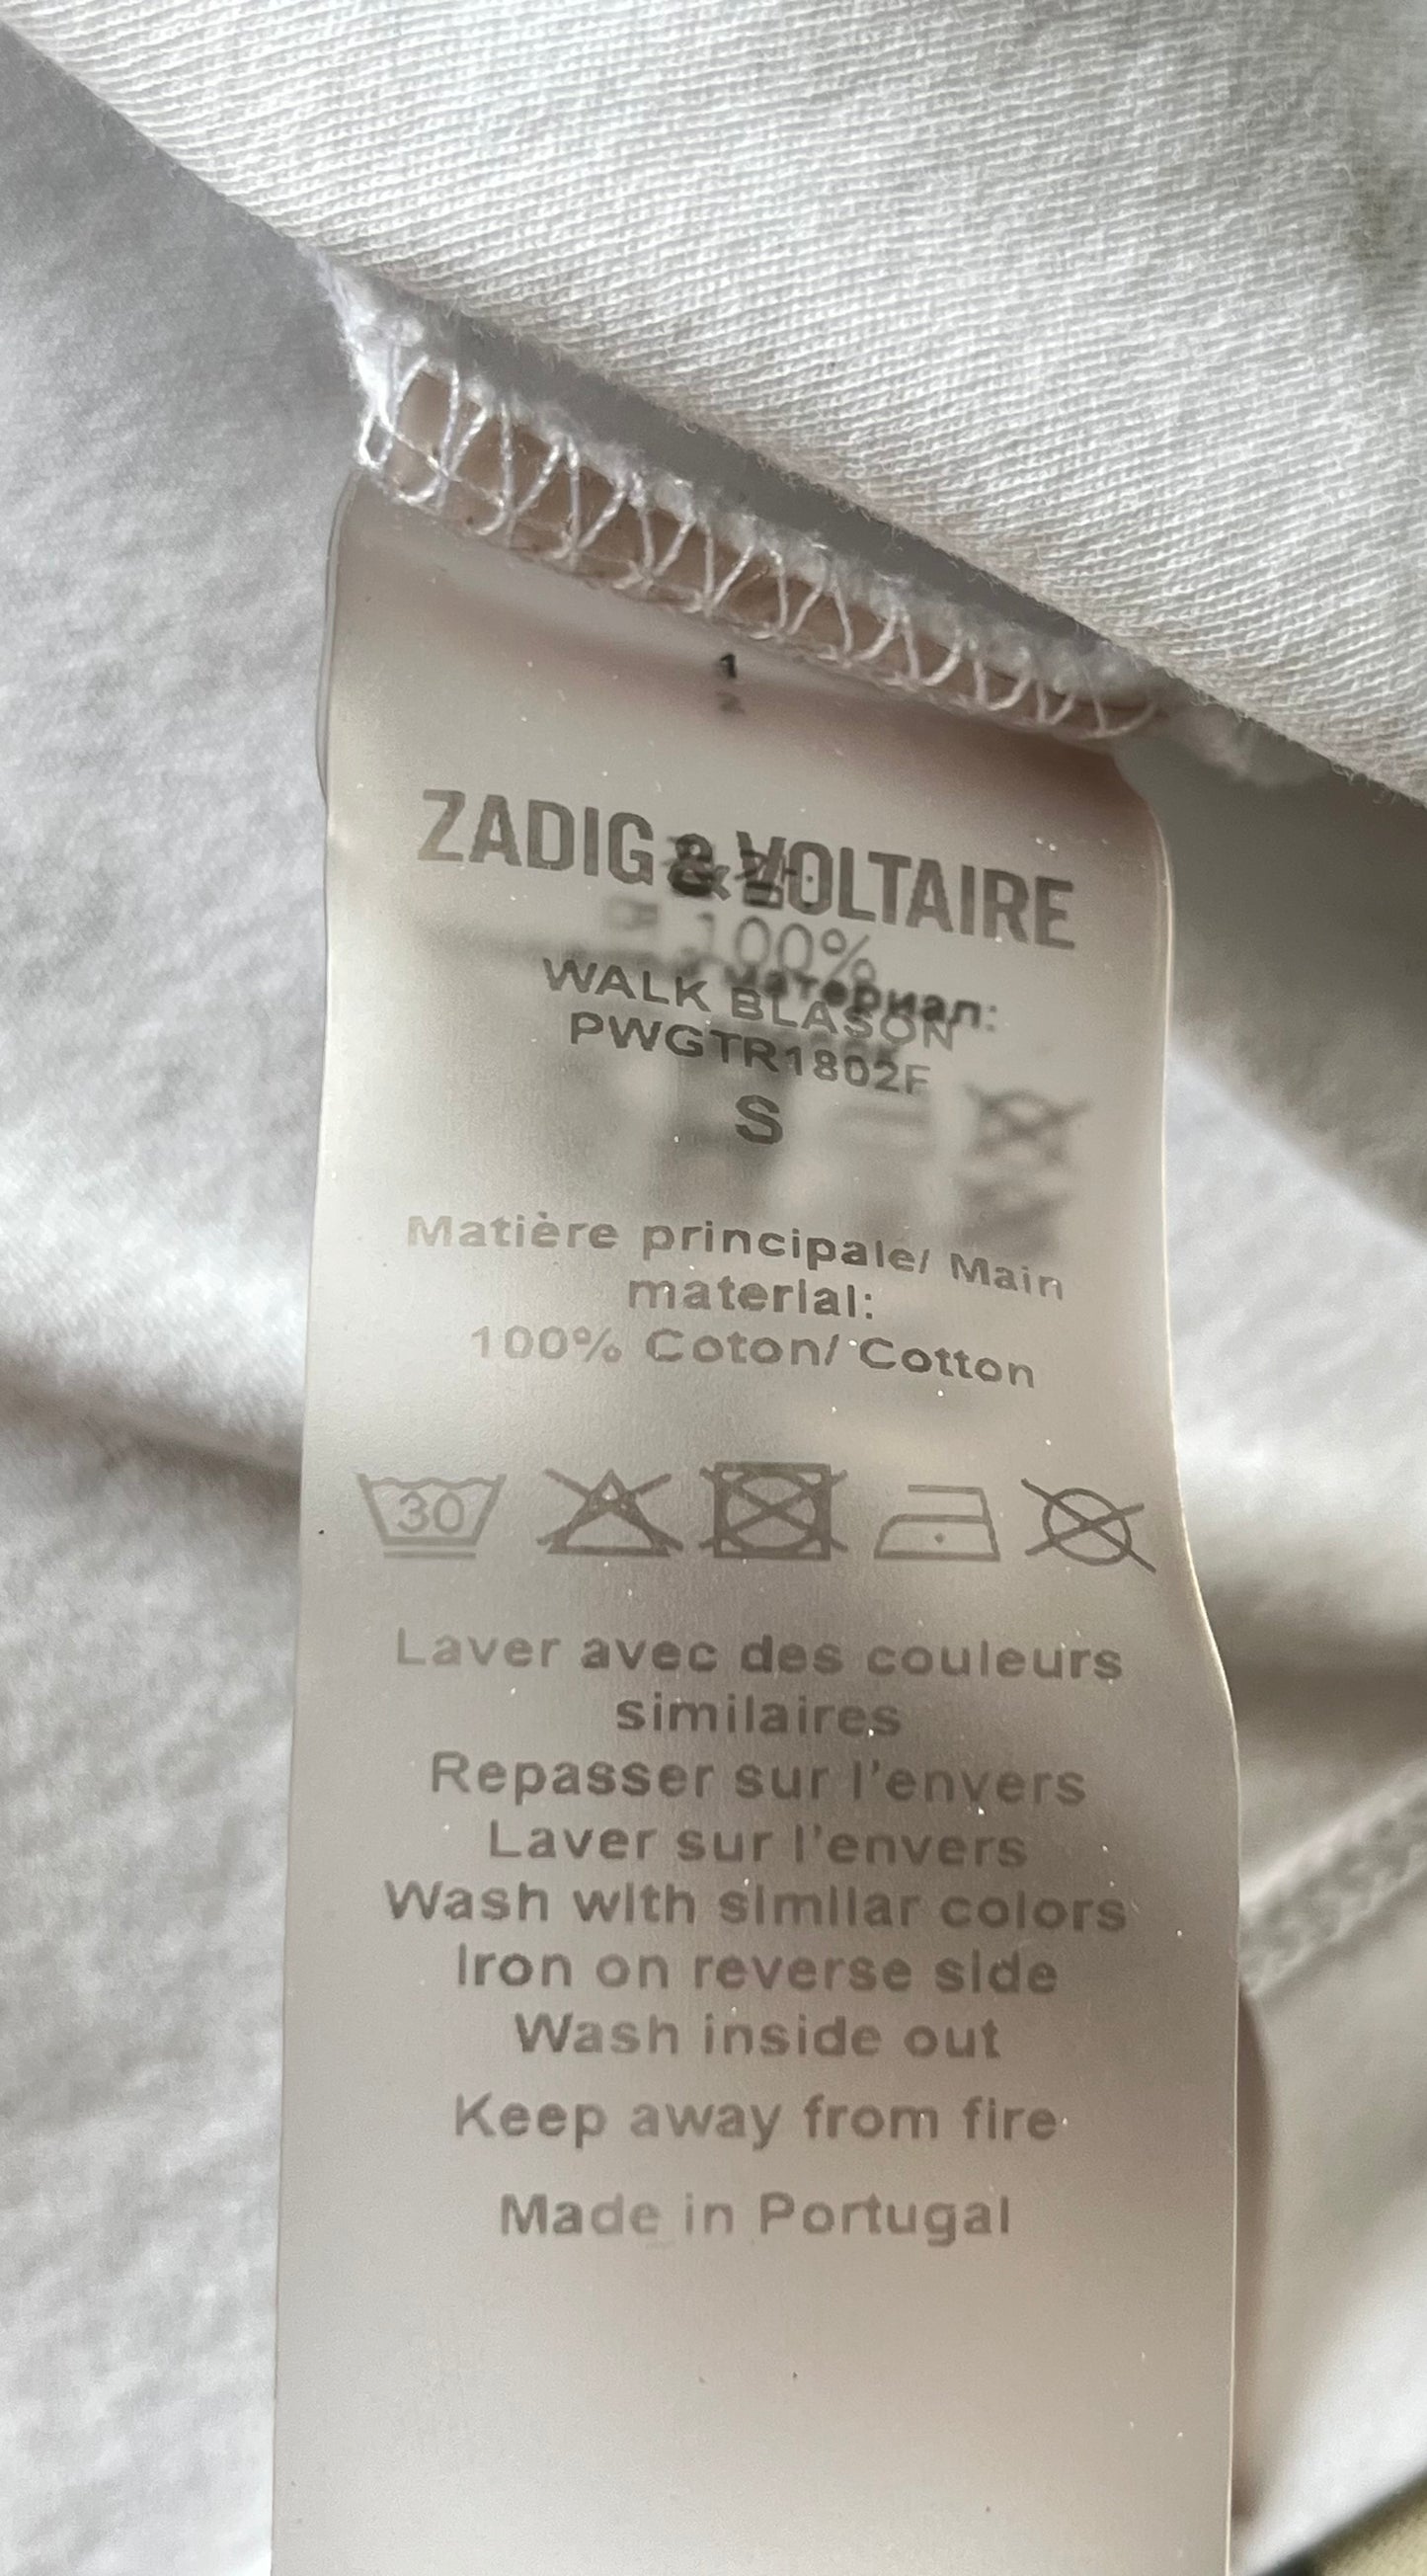 1
2
ZADIG & VOLTAIRE
100%
материал:
WALK BLASON
PWGTR1802F
S
Matière principale/ Main
material:
100% Coton/ Cotton
30
Laver avec des couleurs
similaires
Repasser sur l'envers
Laver sur l'envers
Wash with similar colors
Iron on reverse side
Wash inside out
Keep away from fire
Made in Portugal